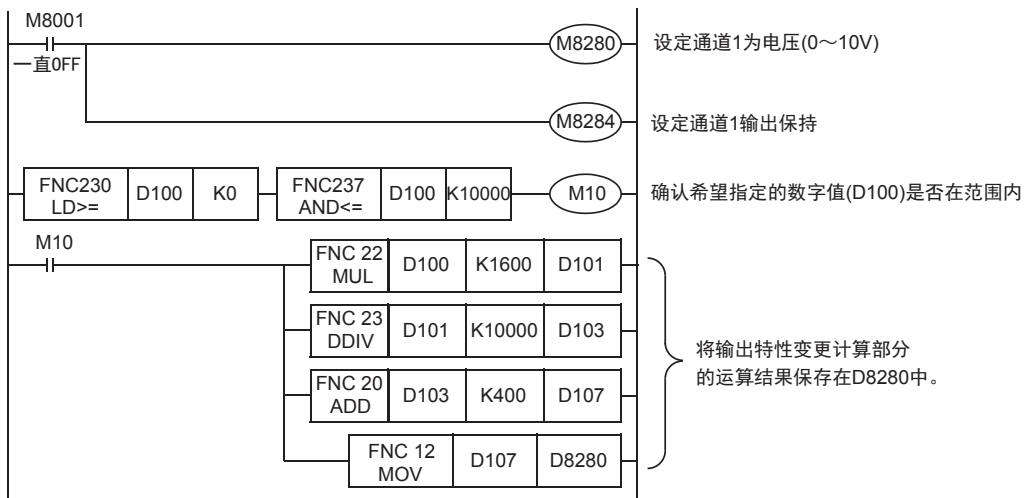 M8001
一直0FF
M8280
设定通道1为电压(0～10V)
M8284
设定通道1输出保持
FNC230 LD>= D100 K0 FNC237 AND<= D100 K10000 M10
确认希望指定的数字值(D100)是否在范围内
M10
FNC 22 MUL D100 K1600 D101
FNC 23 DDIV D101 K10000 D103
FNC 20 ADD D103 K400 D107
FNC 12 MOV D107 D8280
将输出特性变更计算部分
的运算结果保存在D8280中。